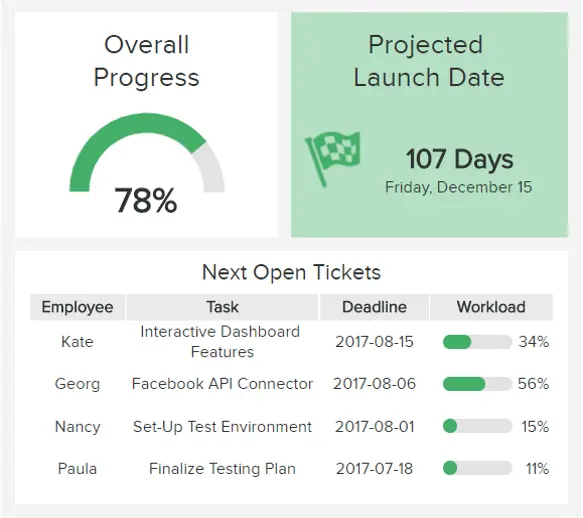 Overall
Progress
78%
Projected
Launch Date
107 Days
Friday, December 15
Next Open Tickets
Employee Task Deadline Workload
Kate Interactive Dashboard Features 2017-08-15 34%
Georg Facebook API Connector 2017-08-06 56%
Nancy Set-Up Test Environment 2017-08-01 15%
Paula Finalize Testing Plan 2017-07-18 11%